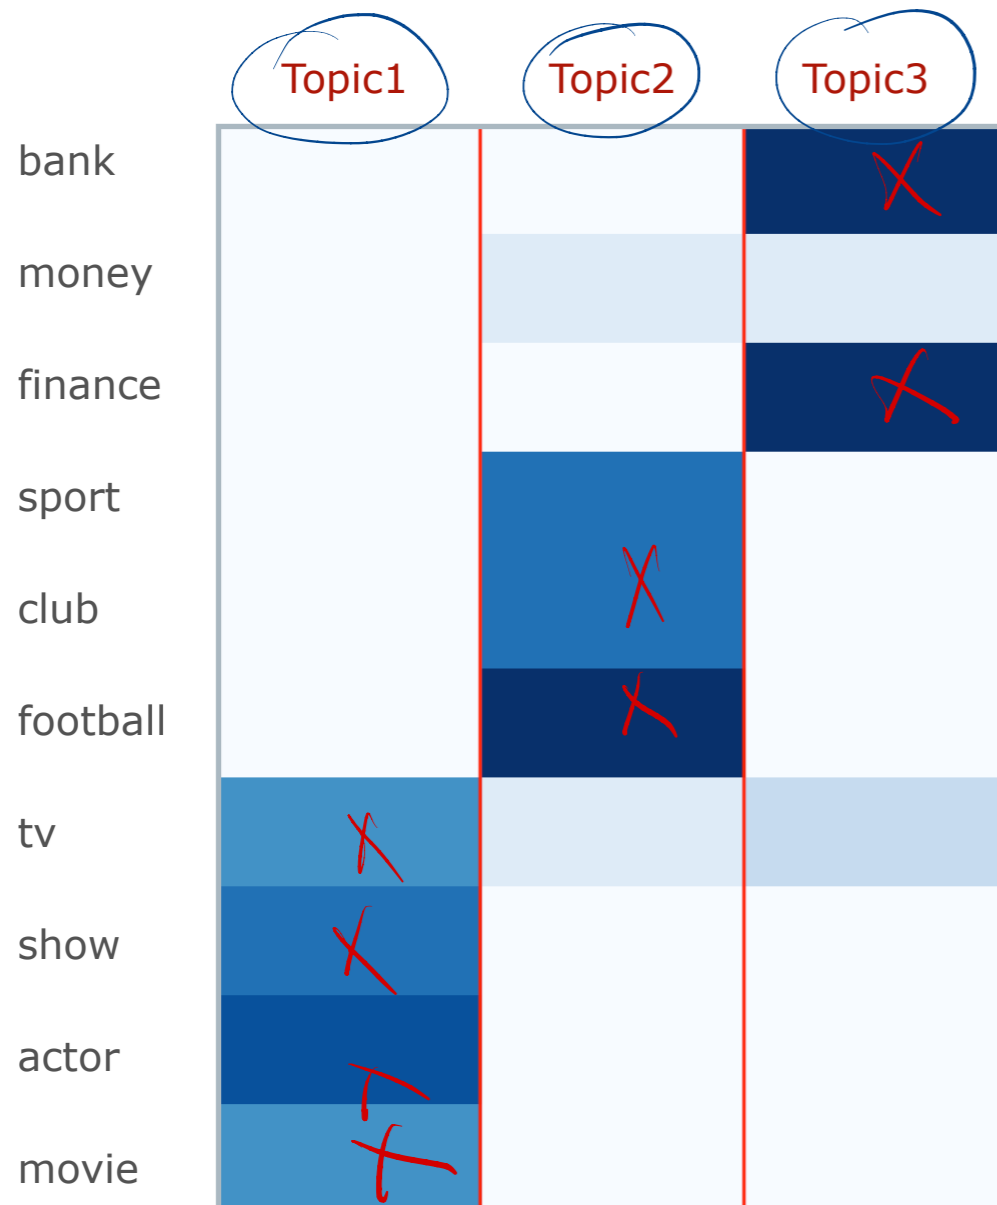 Topic1 Topic2 Topic3
bank
money
finance
sport
club
football
tv
show
actor
movie